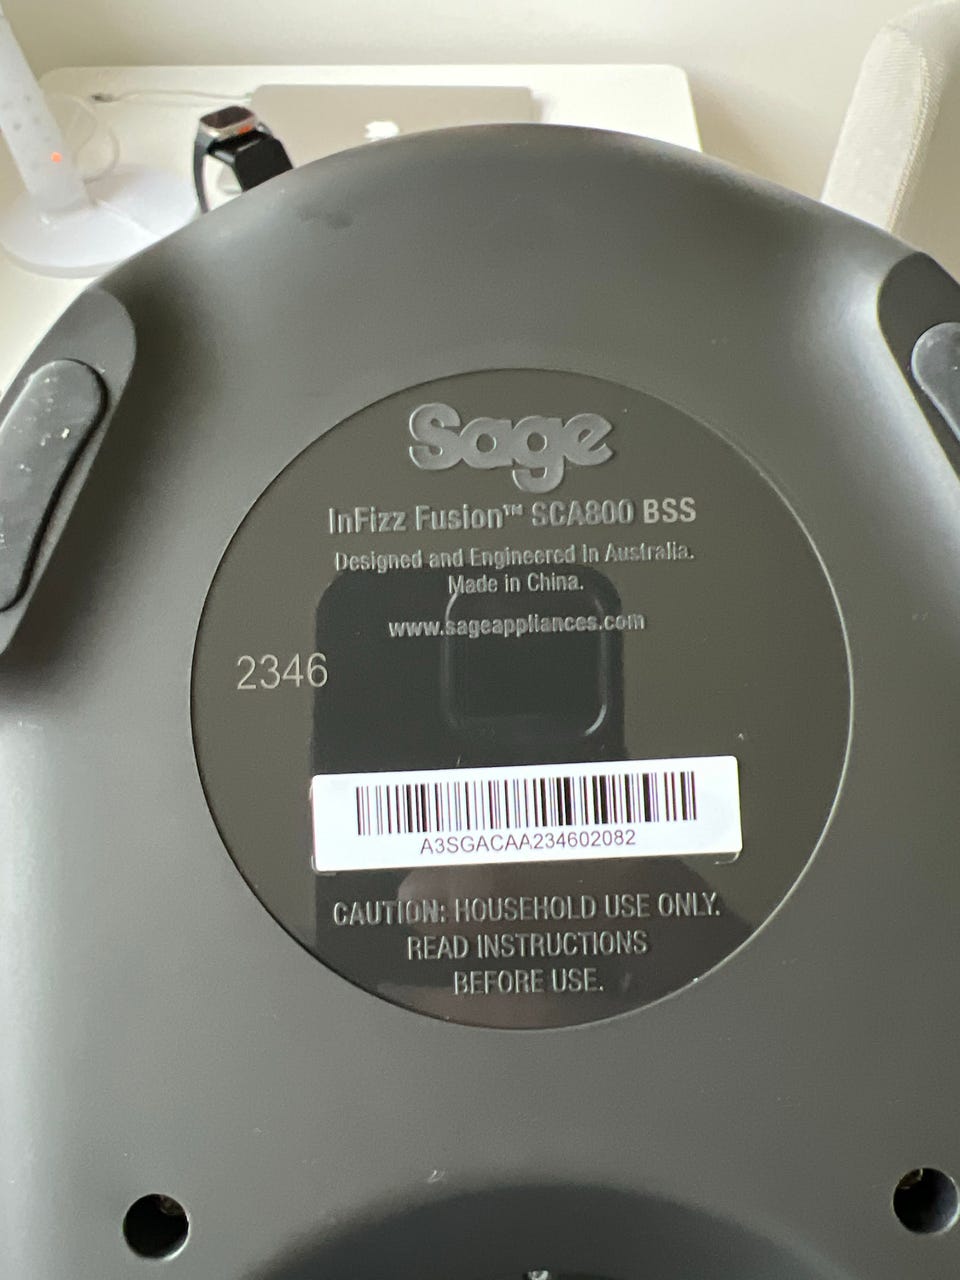 Sage
InFizz Fusion™ SCA800 BSS
Designed and Engineered in Australia.
Made in China.
www.sageappliances.com
2346
A3SGACAA234602082
CAUTION: HOUSEHOLD USE ONLY.
READ INSTRUCTIONS
BEFORE USE.